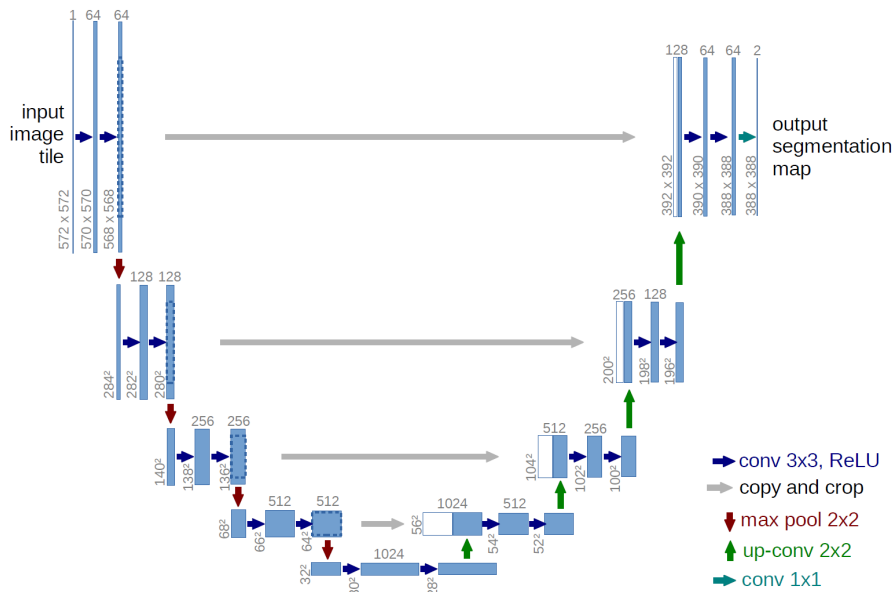 1 64 64
input
image
tile
572 x 572
570 x 570
568 x 568
128
64 64 2
output
segmentation
map
392 x 392
390 x 390
388 x 388
388 x 388
128 128
284²
282²
280²
256 128
200²
198²
196²
256 256
140²
138²
136²
512 256
104²
102²
100²
512 512
68²
66²
64²
1024 512
56²
54²
52²
1024
32²
conv 3x3, ReLU
copy and crop
max pool 2x2
up-conv 2x2
conv 1x1